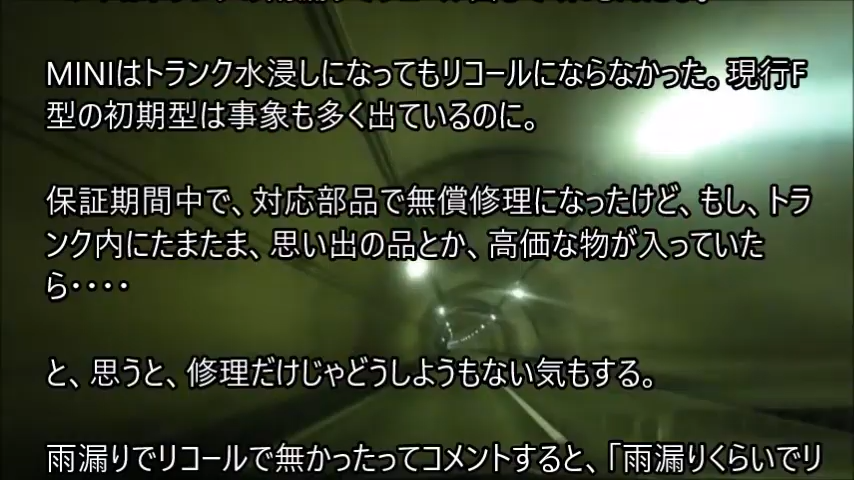 MINIはトランク水浸しになってもリコールにならなかった。現行F
型の初期型は事象も多く出ているのに。
保証期間中で、対応部品で無償修理になったけど、もし、トラ
ンク内にたまたま、思い出の品とか、高価な物が入っていた
ら・・・・
と、思うと、修理だけじゃどうしようもない気もする。
雨漏りでリコールで無かったってコメントすると、「雨漏りくらいでリ